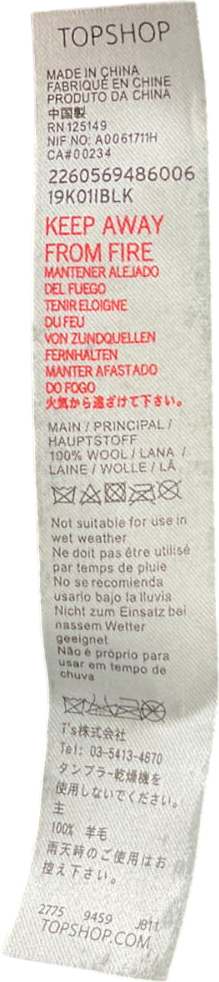 TOPSHOP
MADE IN CHINA
FABRIQUÉ EN CHINE
PRODUTO DA CHINA
中国製
RN 125149
NIF NO: A0061711H
CA#00234
2260569486006
19K01IBLK
KEEP AWAY
FROM FIRE
MANTENER ALEJADO
DEL FUEGO
TENIR ELOIGNE
DU FEU
VON ZUNDQUELLEN
FERNHALTEN
MANTER AFASTADO
DO FOGO
火気から遠ざけて下さい。
MAIN / PRINCIPAL /
HAUPTSTOFF
100% WOOL / LANA /
LAINE / WOLLE / LÃ
Not suitable for use in
wet weather
Ne doit pas être utilisé
par temps de pluie
No se recomienda
usarlo bajo la lluvia
Nicht zum Einsatz bei
nassem Wetter
geeignet
Não é próprio para
usar em tempo de
chuva
T's株式会社
Tel: 03-5413-4670
タンブラー乾燥機を
使用しないでください。
主
100% 羊毛
雨天時のご使用はお
控え下さい。
2775 9459 JB11
TOPSHOP.COM